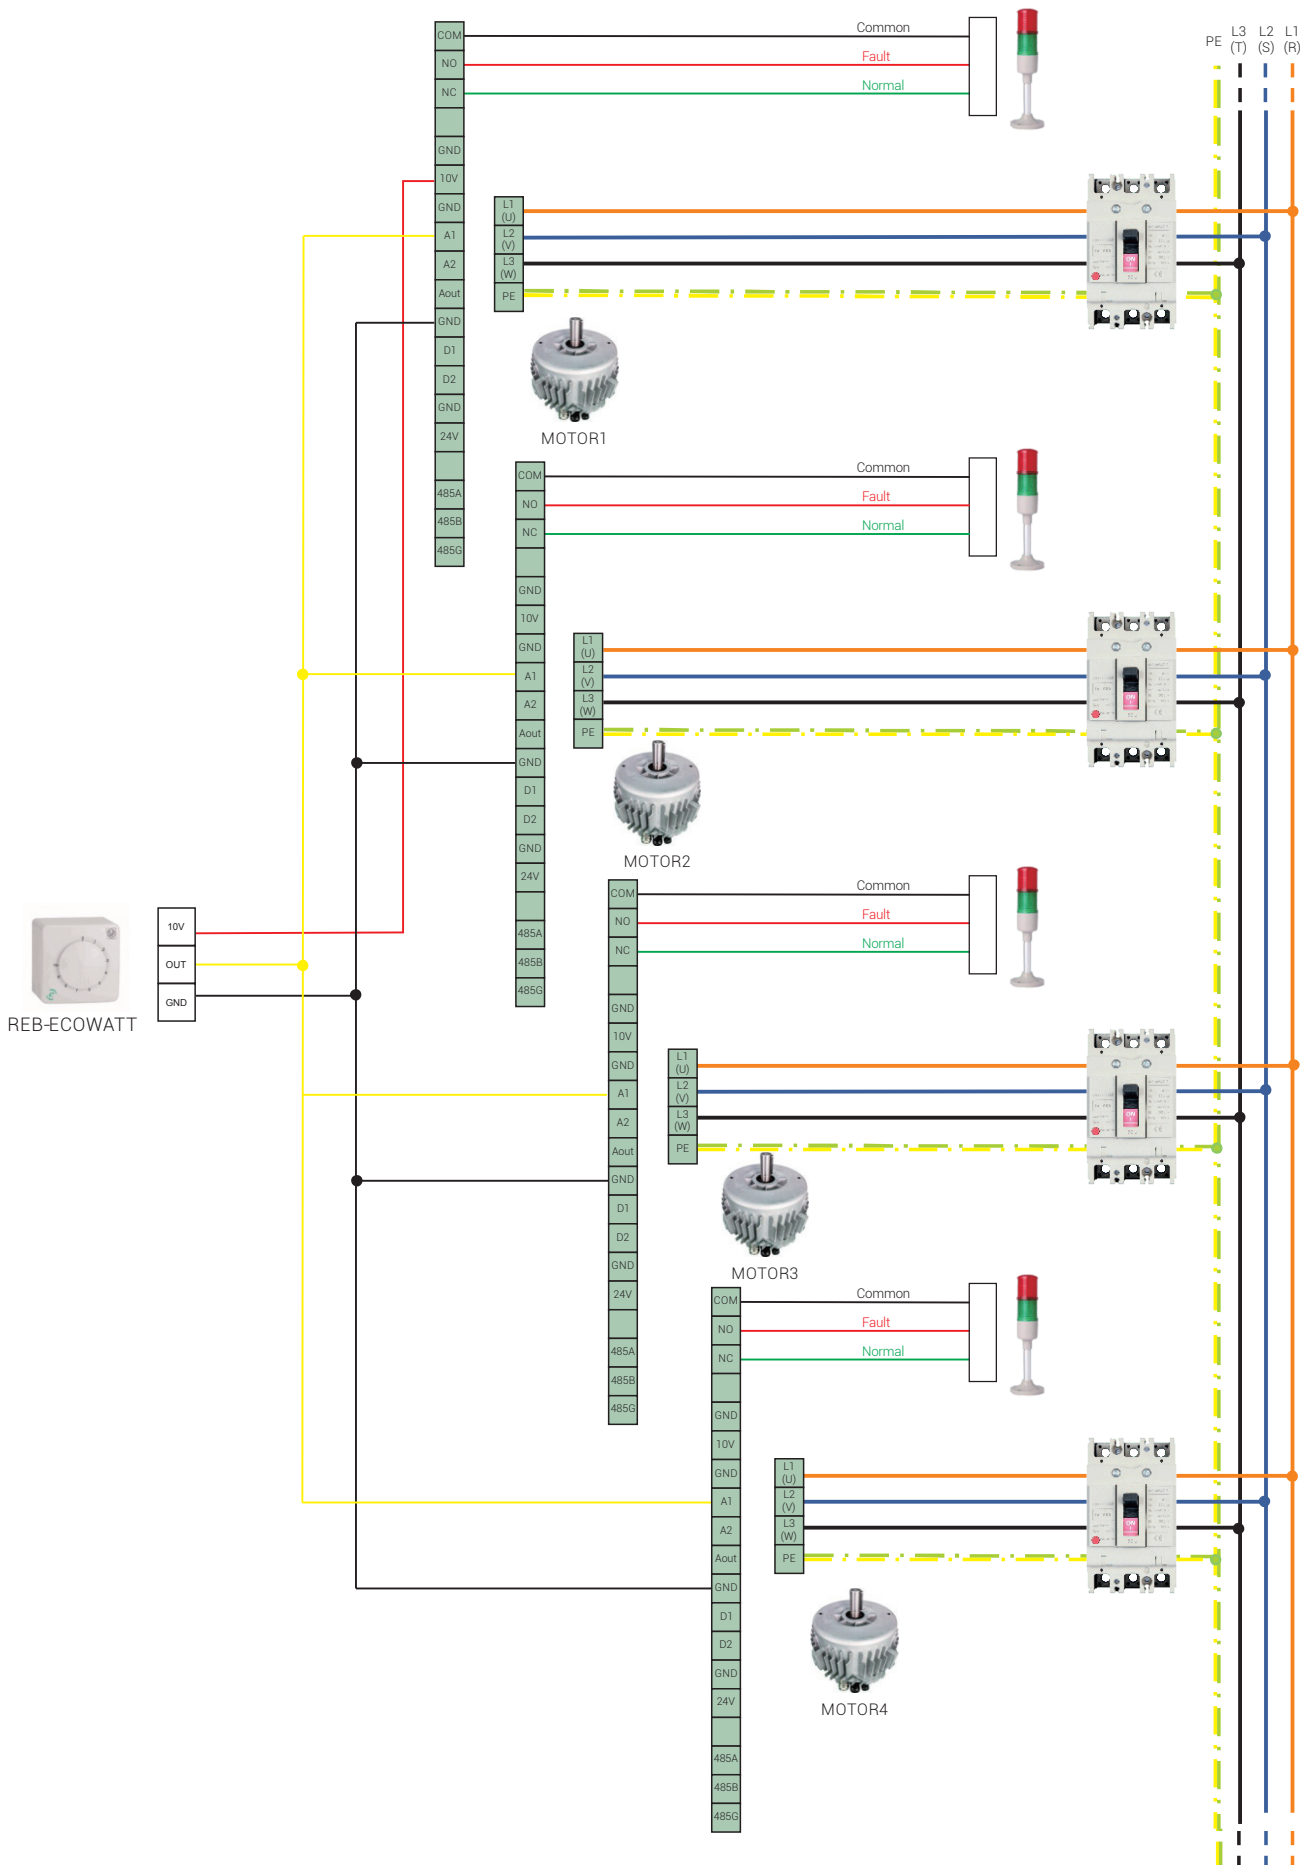 PE
L3
(T)
L2
(S)
L1
(R)
COM
NO
NC
GND
10V
GND
A1
A2
Aout
GND
D1
D2
GND
24V
485A
485B
485G
Common
Fault
Normal
L1
(U)
L2
(V)
L3
(W)
PE
ON
MOTOR1
COM
NO
NC
GND
10V
GND
A1
A2
Aout
GND
D1
D2
GND
24V
485A
485B
485G
Common
Fault
Normal
L1
(U)
L2
(V)
L3
(W)
PE
ON
MOTOR2
10V
OUT
GND
REB-ECOWATT
COM
NO
NC
GND
10V
GND
A1
A2
Aout
GND
D1
D2
GND
24V
485A
485B
485G
Common
Fault
Normal
L1
(U)
L2
(V)
L3
(W)
PE
ON
MOTOR3
COM
NO
NC
GND
10V
GND
A1
A2
Aout
GND
D1
D2
GND
24V
485A
485B
485G
Common
Fault
Normal
L1
(U)
L2
(V)
L3
(W)
PE
ON
MOTOR4